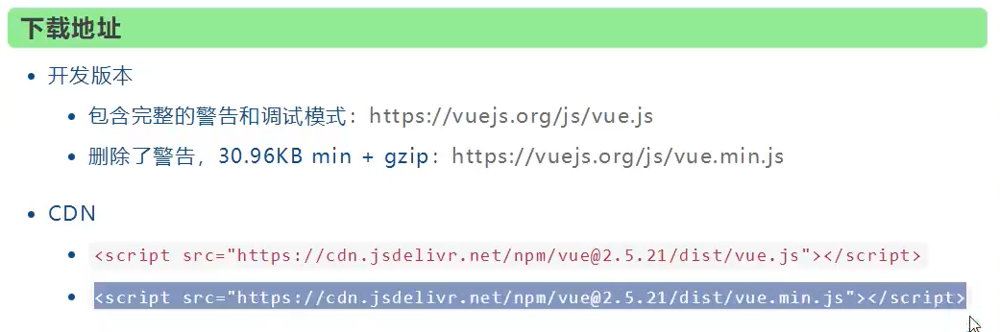 下载地址
开发版本
包含完整的警告和调试模式：https://vuejs.org/js/vue.js
删除了警告，30.96KB min + gzip：https://vuejs.org/js/vue.min.js
CDN
<script src="https://cdn.jsdelivr.net/npm/vue@2.5.21/dist/vue.js"></script>
<script src="https://cdn.jsdelivr.net/npm/vue@2.5.21/dist/vue.min.js"></script>